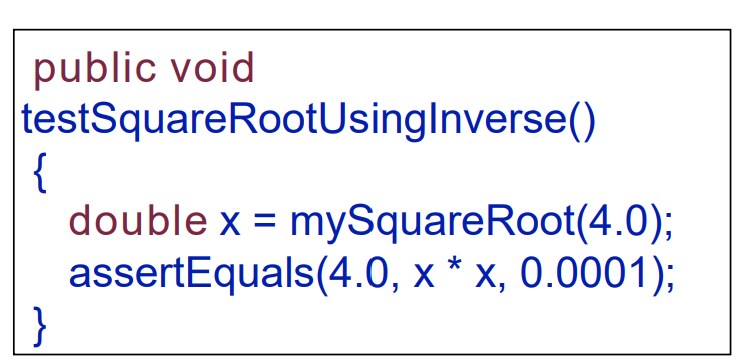 public void
testSquareRootUsingInverse()
{
double x = mySquareRoot(4.0);
assertEquals(4.0, x * x, 0.0001);
}